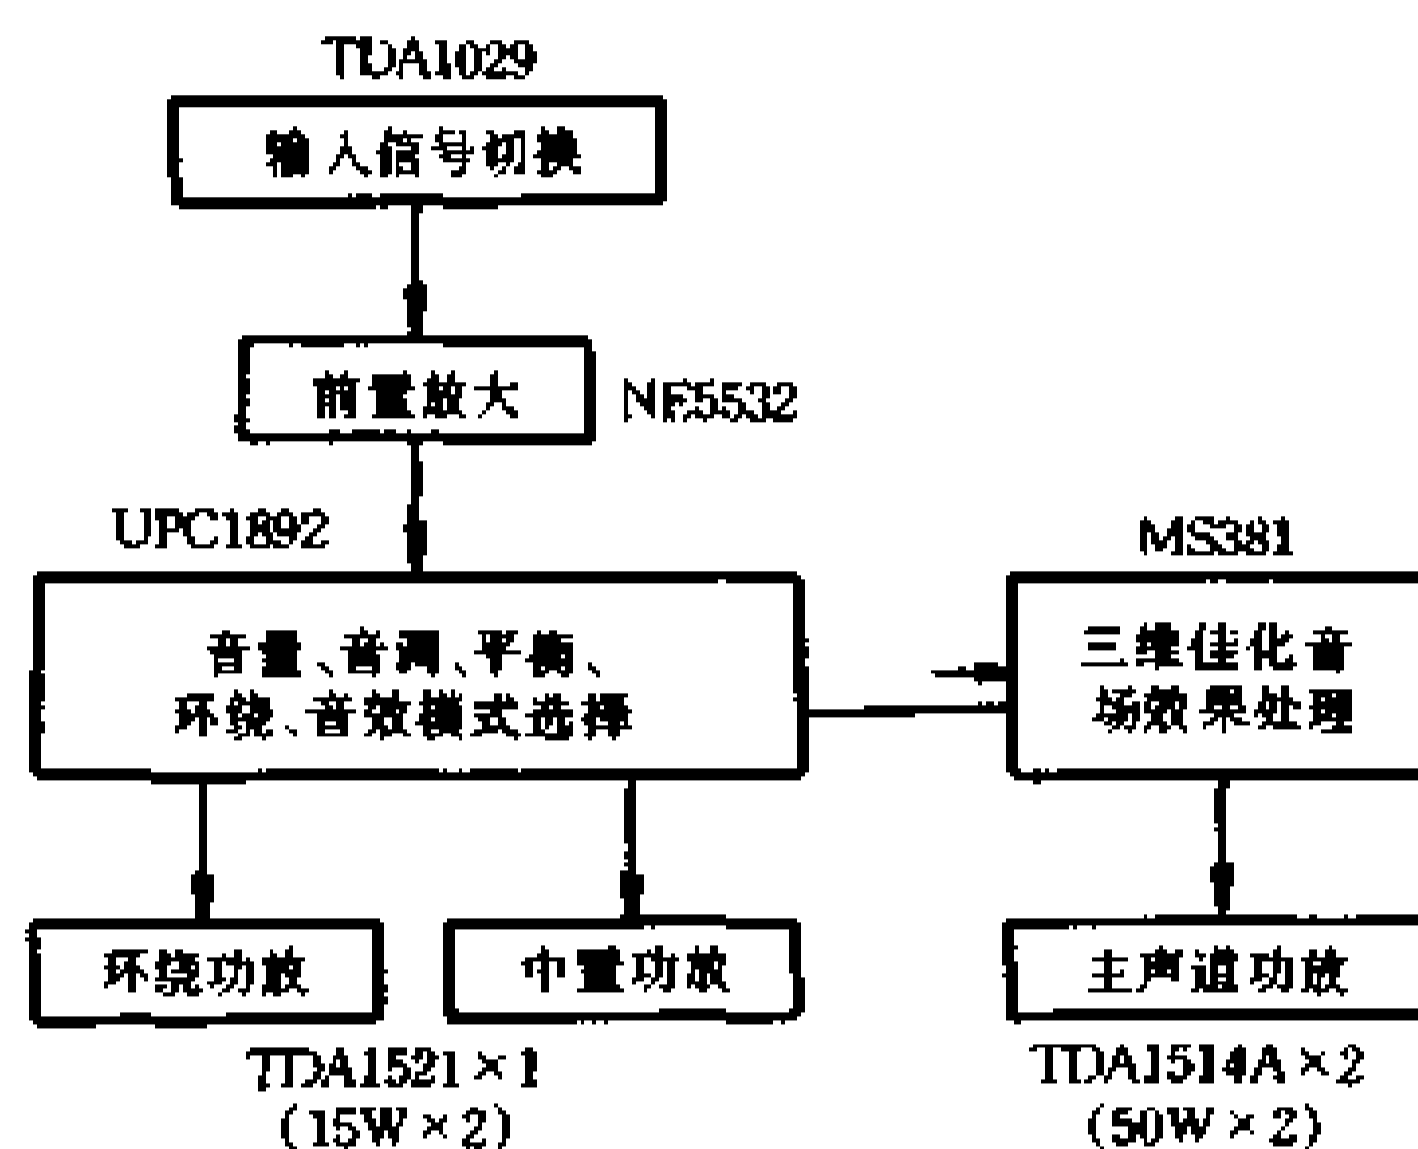 TDA1029
输入信号切换
前置放大
NE5532
UPC1892
音量、音调、平衡、
环绕、音效模式选择
MS381
三维佳化音
场效果处理
环绕功放
中置功放
主声道功放
TDA1521×1
(15W×2)
TDA1514A×2
(50W×2)